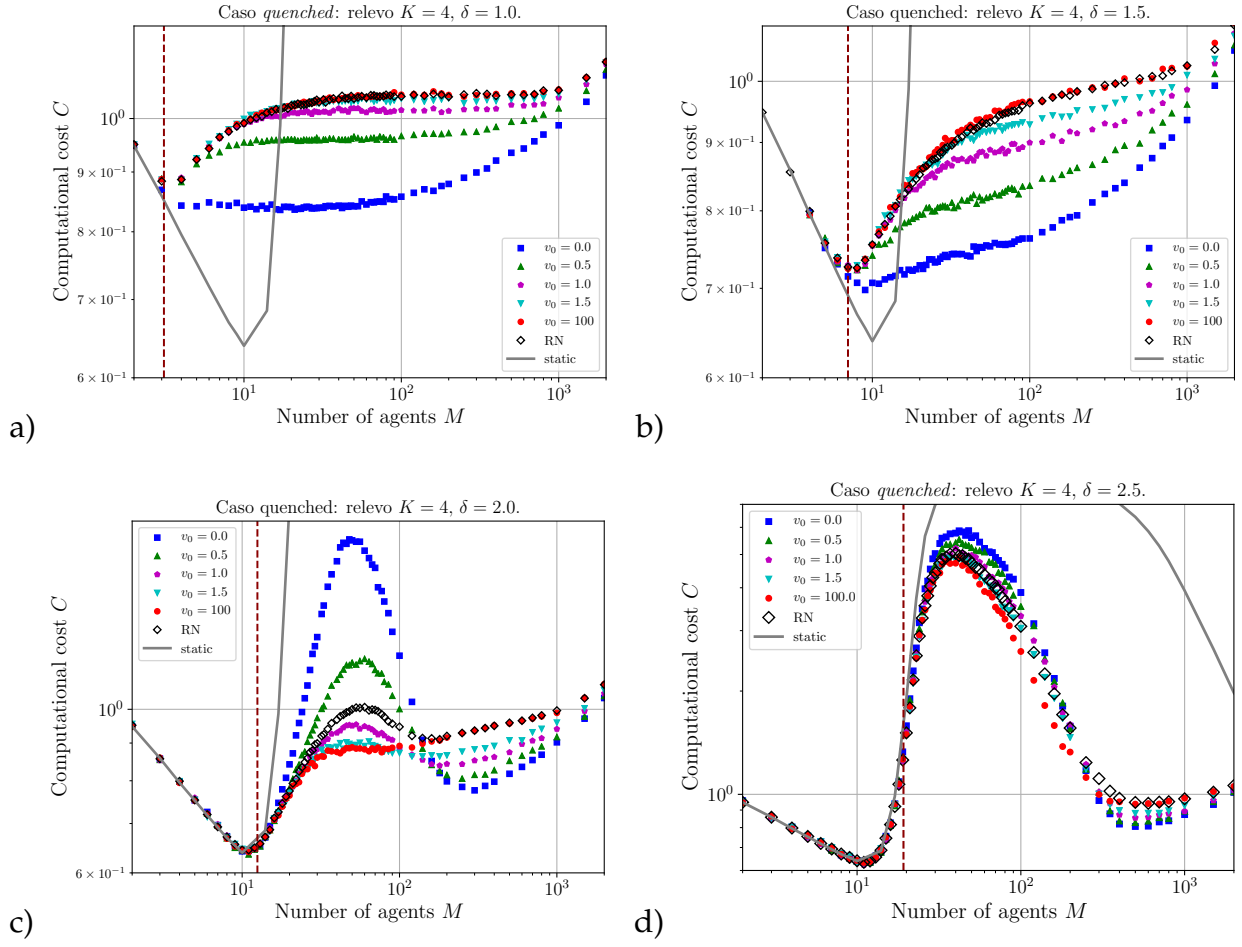 Caso quenched: relevo K = 4, δ = 1.0.
Computational cost C
10⁰
9 × 10⁻¹
8 × 10⁻¹
7 × 10⁻¹
6 × 10⁻¹
v₀ = 0.0
v₀ = 0.5
v₀ = 1.0
v₀ = 1.5
v₀ = 100
RN
static
10¹ 10² 10³
Number of agents M
a)
Caso quenched: relevo K = 4, δ = 1.5.
Computational cost C
10⁰
9 × 10⁻¹
8 × 10⁻¹
7 × 10⁻¹
6 × 10⁻¹
v₀ = 0.0
v₀ = 0.5
v₀ = 1.0
v₀ = 1.5
v₀ = 100
RN
static
10¹ 10² 10³
Number of agents M
b)
Caso quenched: relevo K = 4, δ = 2.0.
Computational cost C
10⁰
6 × 10⁻¹
v₀ = 0.0
v₀ = 0.5
v₀ = 1.0
v₀ = 1.5
v₀ = 100
RN
static
10¹ 10² 10³
Number of agents M
c)
Caso quenched: relevo K = 4, δ = 2.5.
Computational cost C
10⁰
v₀ = 0.0
v₀ = 0.5
v₀ = 1.0
v₀ = 1.5
v₀ = 100.0
RN
static
10¹ 10² 10³
Number of agents M
d)